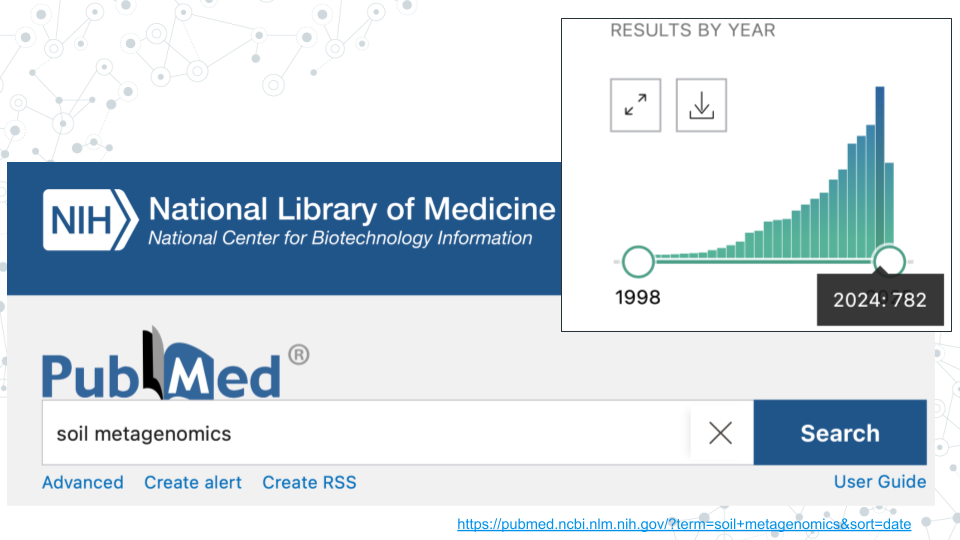 RESULTS BY YEAR
1998
2024: 782
NIH
National Library of Medicine
National Center for Biotechnology Information
PubMed®
soil metagenomics
Search
Advanced Create alert Create RSS
User Guide
https://pubmed.ncbi.nlm.nih.gov/?term=soil+metagenomics&sort=date